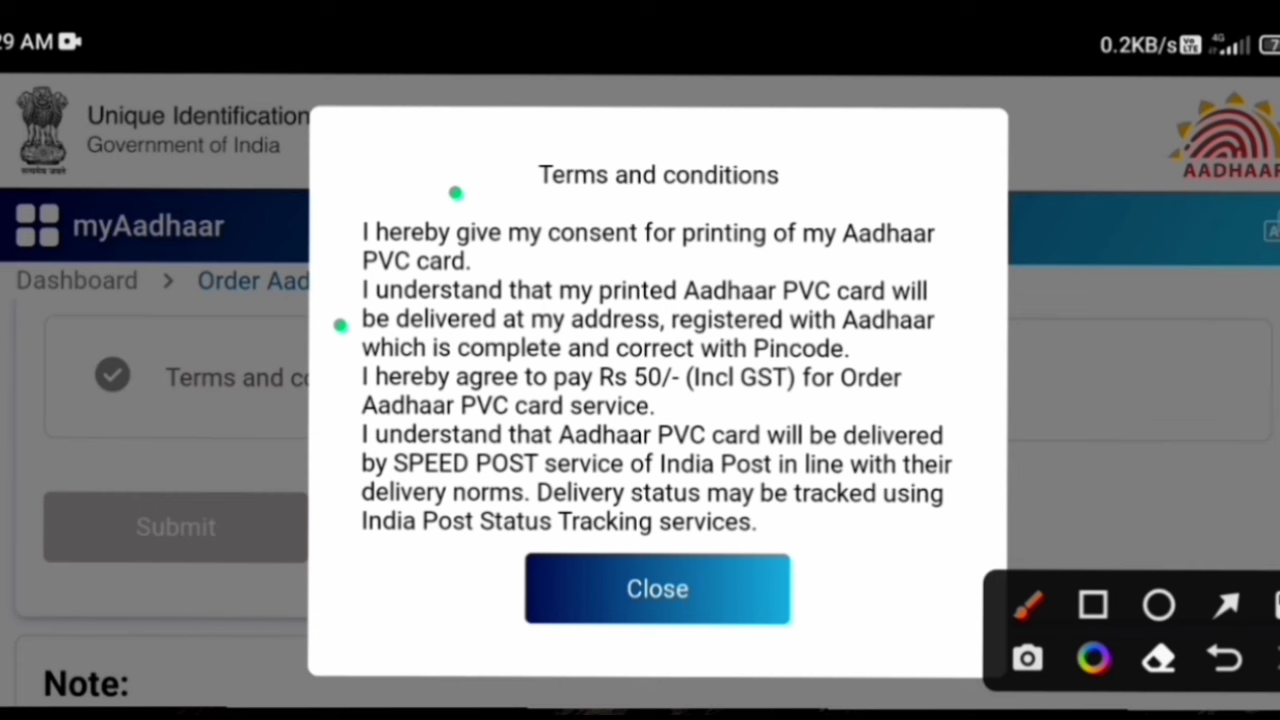 29 AM
0.2KB/s
4G
Unique Identification
Government of India
सत्यमेव जयते
AADHAAR
myAadhaar
Dashboard > Order Aad
Terms and co
Submit
Note:
Terms and conditions
I hereby give my consent for printing of my Aadhaar
PVC card.
I understand that my printed Aadhaar PVC card will
be delivered at my address, registered with Aadhaar
which is complete and correct with Pincode.
I hereby agree to pay Rs 50/- (Incl GST) for Order
Aadhaar PVC card service.
I understand that Aadhaar PVC card will be delivered
by SPEED POST service of India Post in line with their
delivery norms. Delivery status may be tracked using
India Post Status Tracking services.
Close